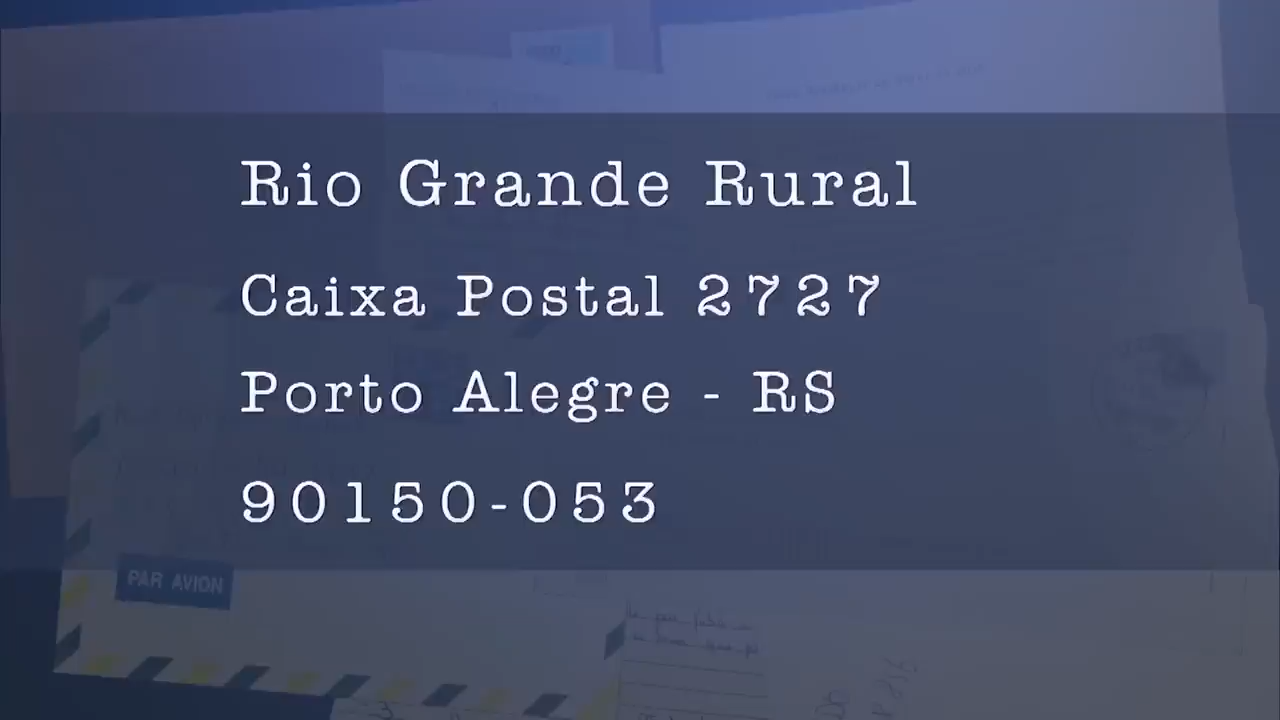 Rio Grande Rural
Caixa Postal 2727
Porto Alegre - RS
90150-053
PAR AVION